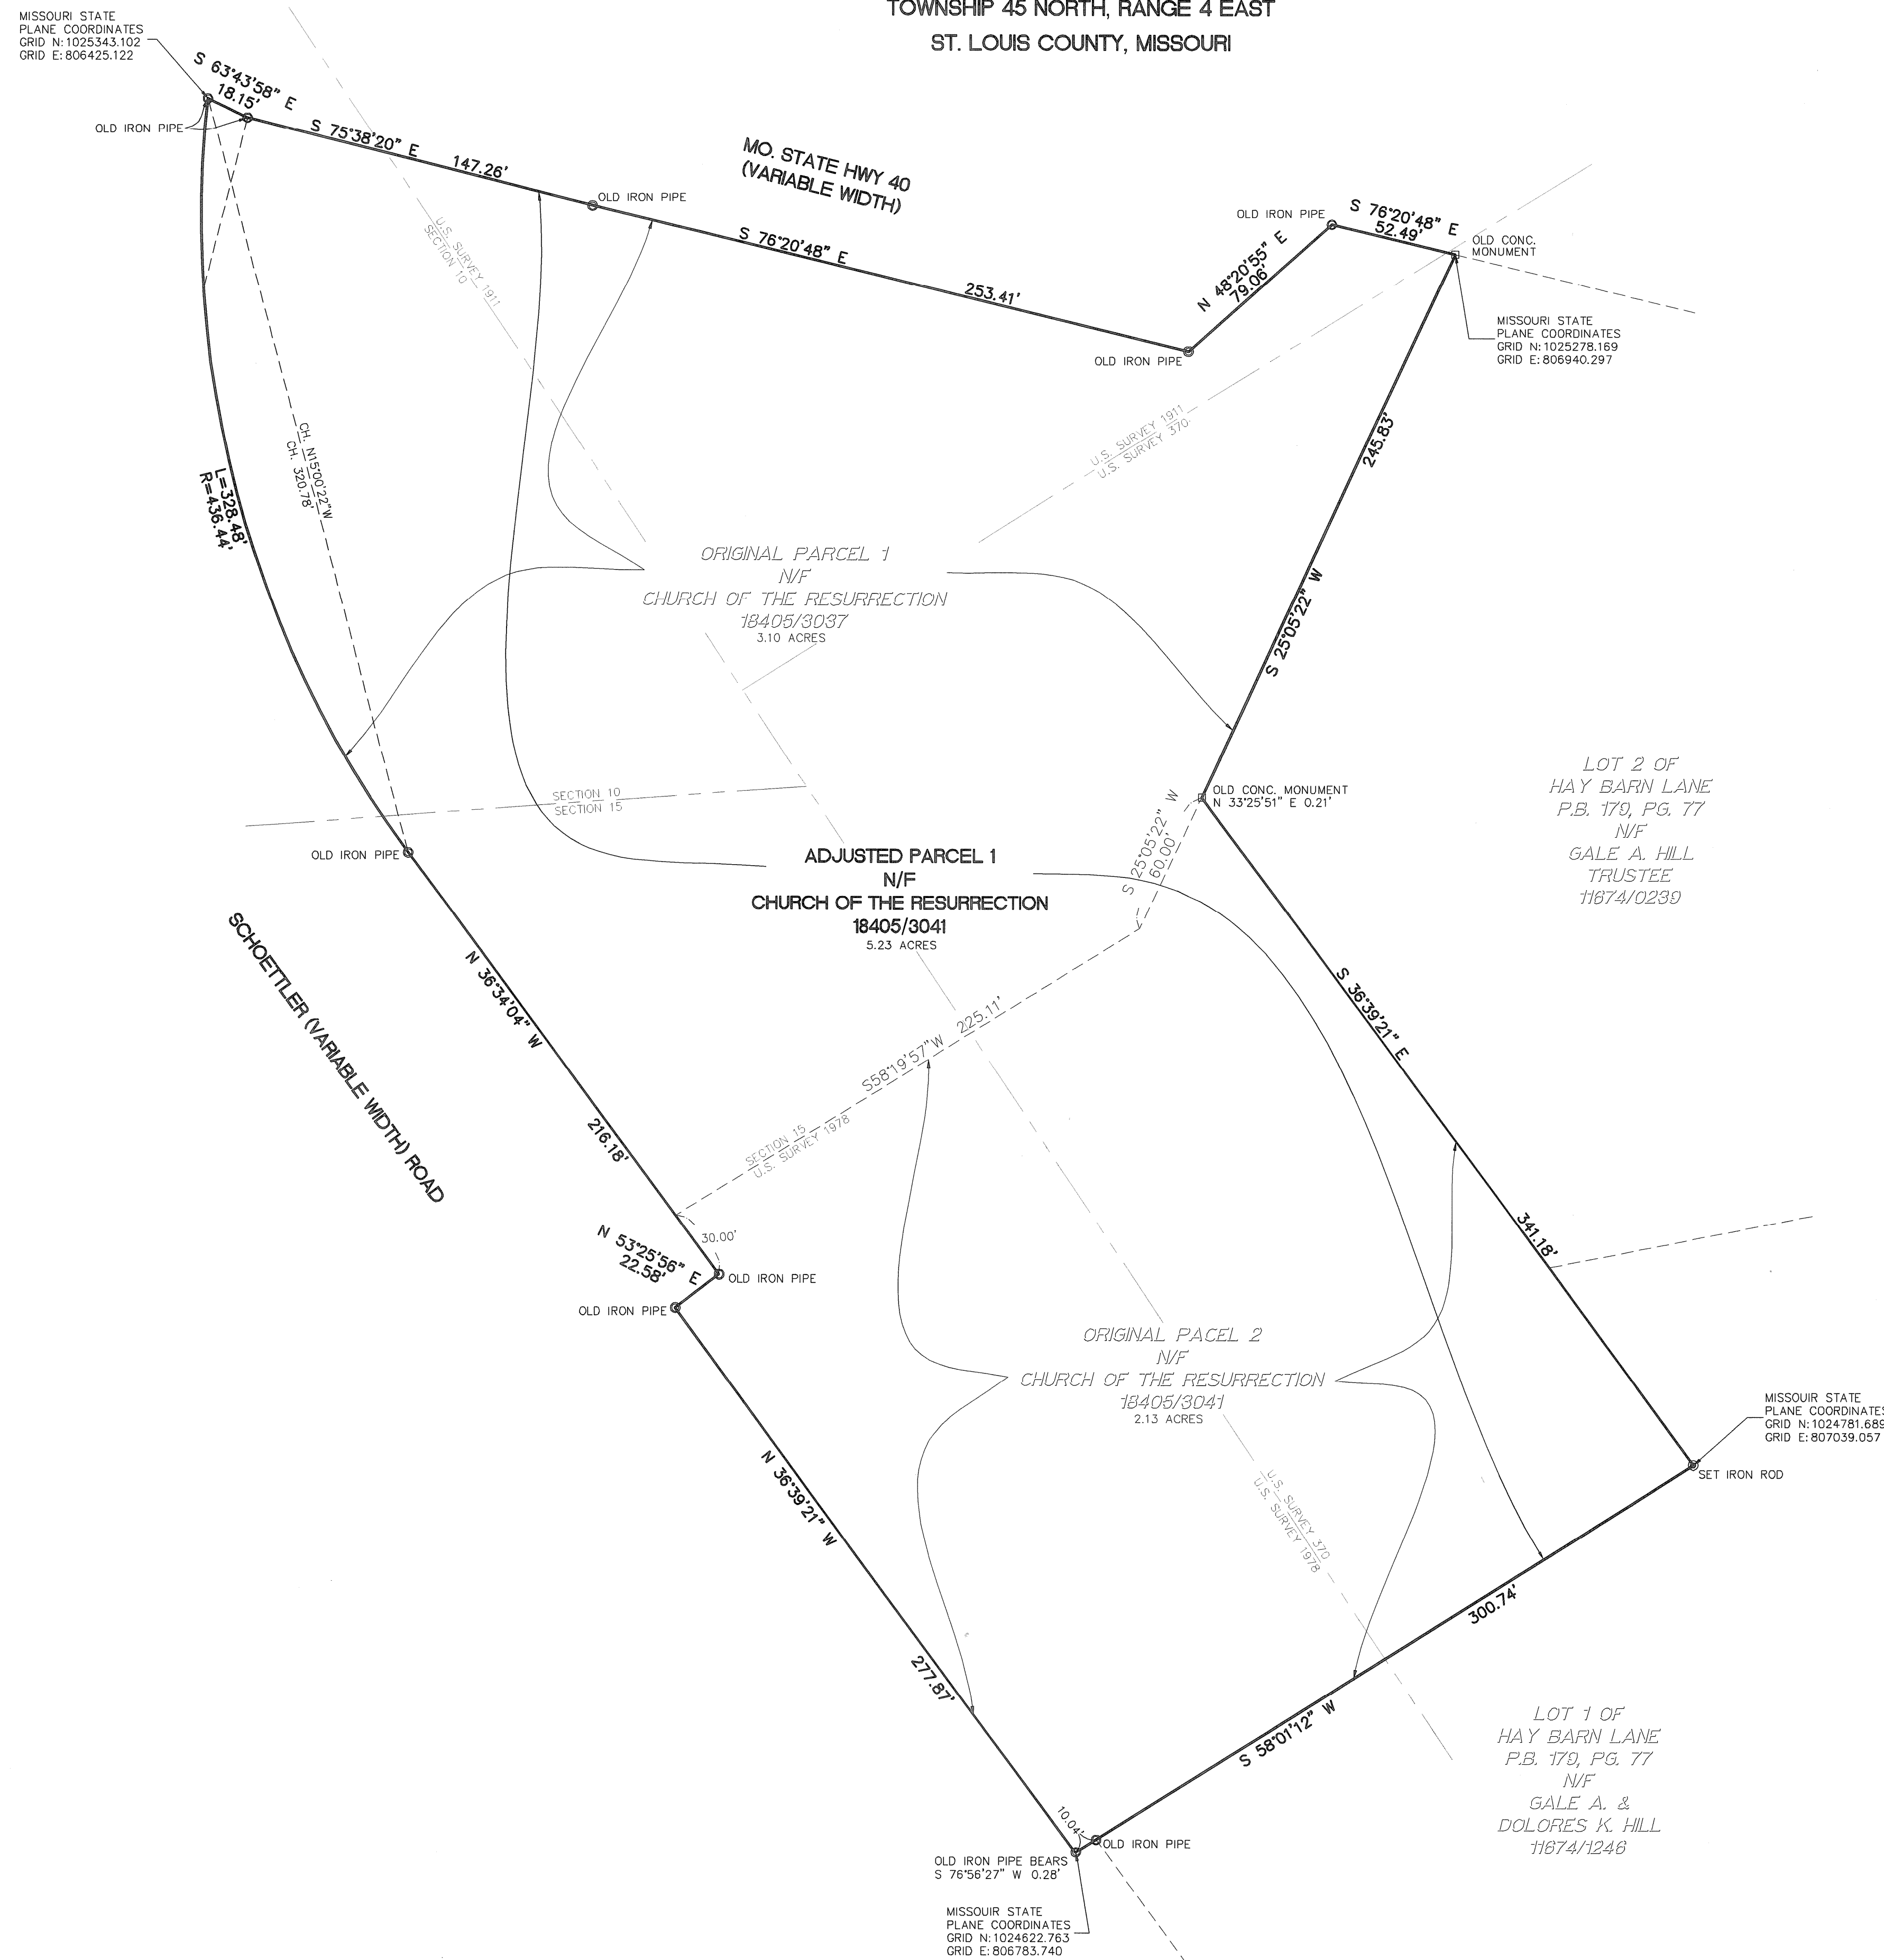 TOWNSHIP 45 NORTH, RANGE 4 EAST
ST. LOUIS COUNTY, MISSOURI
MISSOURI STATE
PLANE COORDINATES
GRID N:1025343.102
GRID E:806425.122
S 63°43'58" E
18.15'
OLD IRON PIPE
S 75°38'20" E
147.26'
OLD IRON PIPE
MO. STATE HWY 40
(VARIABLE WIDTH)
S 76°20'48" E
253.41'
OLD IRON PIPE
N 48°20'55" E
79.06'
OLD IRON PIPE
S 76°20'48" E
52.49'
OLD CONC.
MONUMENT
MISSOURI STATE
PLANE COORDINATES
GRID N:1025278.169
GRID E:806940.297
U.S. SURVEY 1911
SECTION 10
U.S. SURVEY 1911
U.S. SURVEY 370
245.83'
S 25°05'22" W
CH. N15°00'22"W
CH. 320.78'
L=328.48'
R=436.44'
ORIGINAL PARCEL 1
N/F
CHURCH OF THE RESURRECTION
18405/3037
3.10 ACRES
SECTION 10
SECTION 15
OLD IRON PIPE
OLD CONC. MONUMENT
N 33°25'51" E 0.21'
S 25°05'22" W
60.00'
LOT 2 OF
HAY BARN LANE
P.B. 179, PG. 77
N/F
GALE A. HILL
TRUSTEE
11674/0239
ADJUSTED PARCEL 1
N/F
CHURCH OF THE RESURRECTION
18405/3041
5.23 ACRES
SCHOETTLER (VARIABLE WIDTH) ROAD
N 36°34'04" W
216.18'
S58°19'57"W 225.11'
SECTION 15
U.S. SURVEY 1978
S 36°39'21" E
341.18'
30.00'
N 53°25'56" E
22.58'
OLD IRON PIPE
OLD IRON PIPE
ORIGINAL PACEL 2
N/F
CHURCH OF THE RESURRECTION
18405/3041
2.13 ACRES
MISSOUIR STATE
PLANE COORDINATES
GRID N:1024781.689
GRID E:807039.057
SET IRON ROD
U.S. SURVEY 370
U.S. SURVEY 1978
N 36°39'21" W
277.87'
300.74'
S 58°01'12" W
LOT 1 OF
HAY BARN LANE
P.B. 179, PG. 77
N/F
GALE A. &
DOLORES K. HILL
11674/1246
10.04'
OLD IRON PIPE
OLD IRON PIPE BEARS
S 76°56'27" W 0.28'
MISSOUIR STATE
PLANE COORDINATES
GRID N:1024622.763
GRID E:806783.740